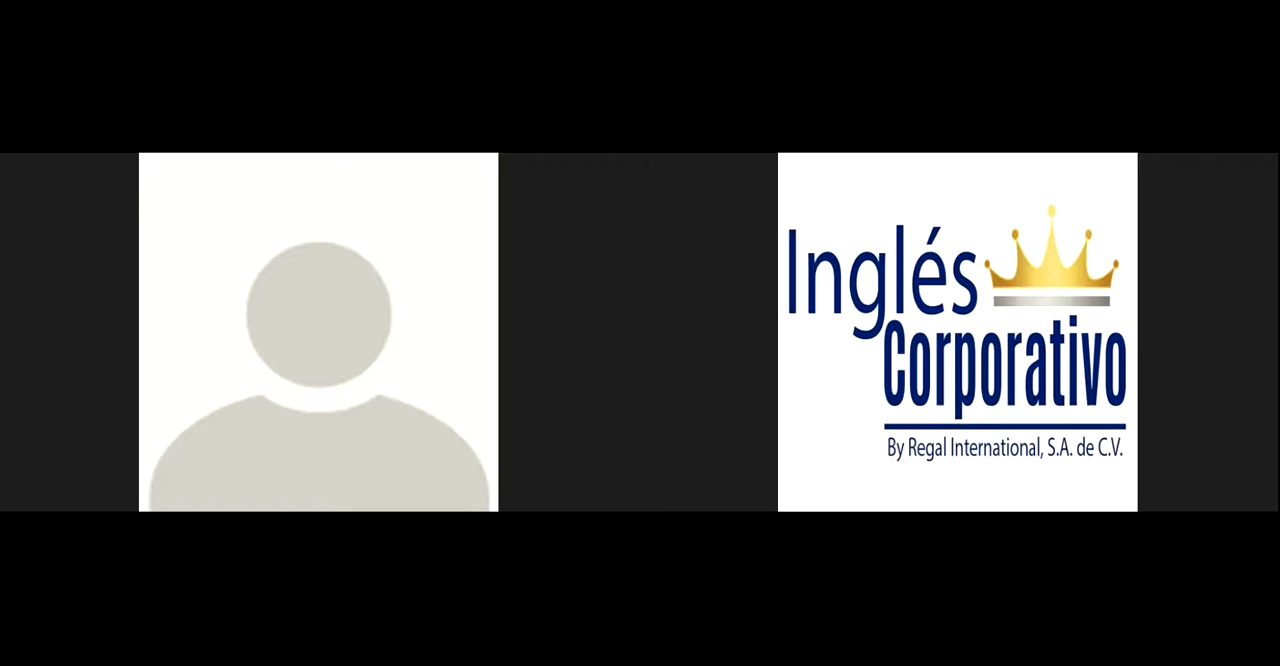 Inglés
Corporativo
By Regal International, S.A. de C.V.